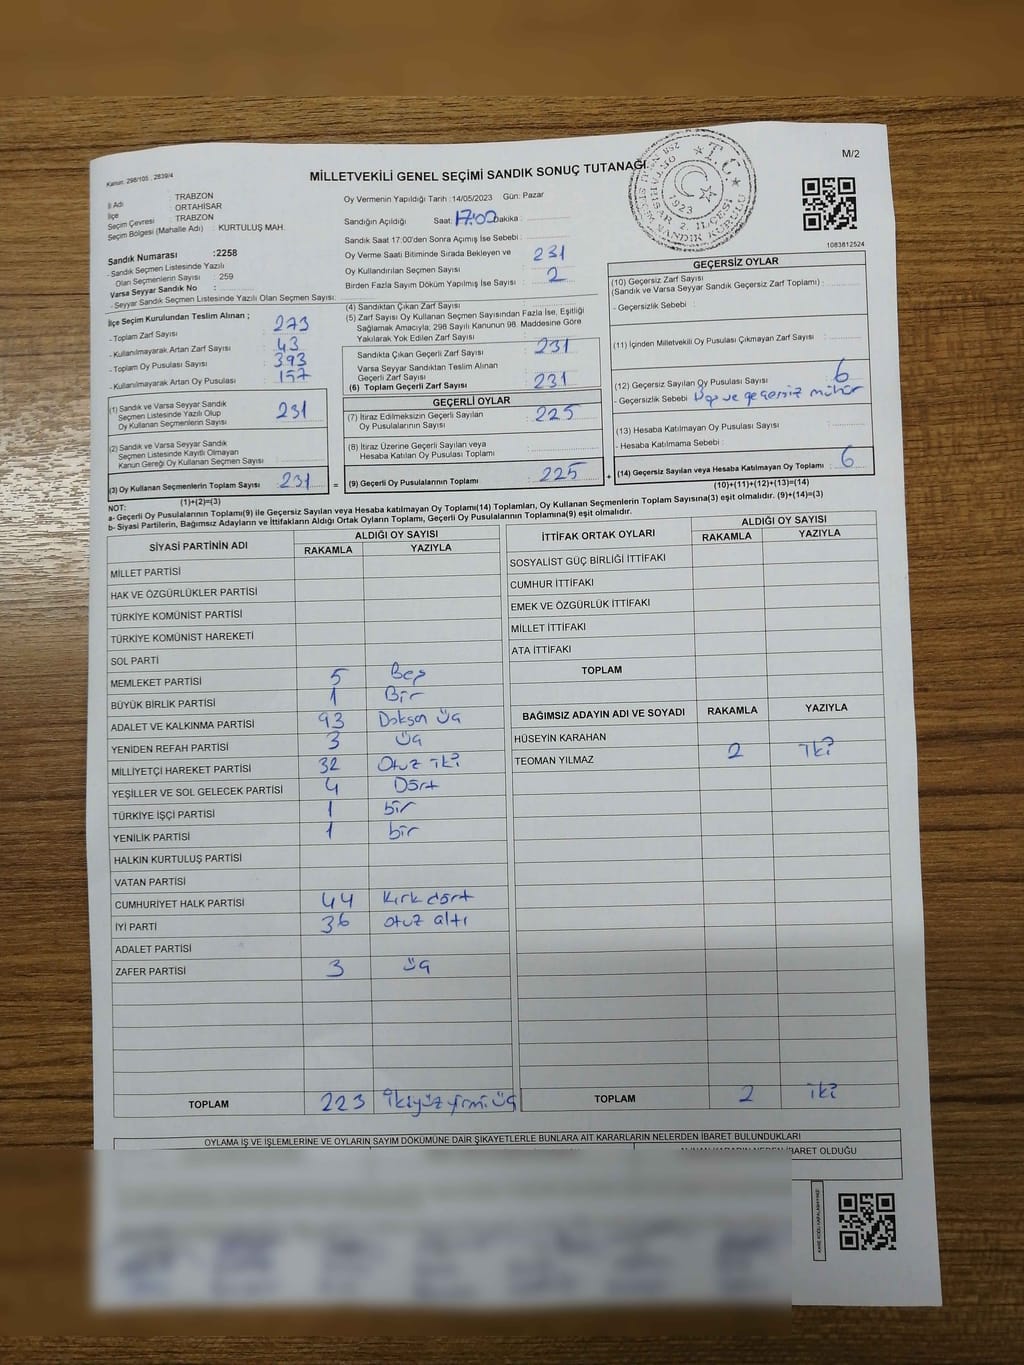 Kanun: 298/105 , 2839/4
MİLLETVEKİLİ GENEL SEÇİMİ SANDIK SONUÇ TUTANAĞI
M/2
İl Adı : TRABZON
İlçe : ORTAHİSAR
Seçim Çevresi : TRABZON
Seçim Bölgesi (Mahalle Adı) : KURTULUŞ MAH.
Sandık Numarası :2258
- Sandık Seçmen Listesinde Yazılı
Olan Seçmenlerin Sayısı : 259
Varsa Seyyar Sandık No :
- Seyyar Sandık Seçmen Listesinde Yazılı Olan Seçmen Sayısı:
Oy Vermenin Yapıldığı Tarih :14/05/2023 Gün: Pazar
Sandığın Açıldığı Saat: 17:00 Dakika :
Sandık Saat 17:00'den Sonra Açılmış İse Sebebi :
Oy Verme Saati Bitiminde Sırada Bekleyen ve
Oy Kullandırılan Seçmen Sayısı : 231
Birden Fazla Sayım Döküm Yapılmış İse Sayısı : 2
T.C.
ORTAHİSAR 2. İLÇESİ
1923
1083812524
İlçe Seçim Kurulundan Teslim Alınan ;
- Toplam Zarf Sayısı : 273
- Kullanılmayarak Artan Zarf Sayısı : 43
- Toplam Oy Pusulası Sayısı : 393
- Kullanılmayarak Artan Oy Pusulası : 157
(1) Sandık ve Varsa Seyyar Sandık
Seçmen Listesinde Yazılı Olup
Oy Kullanan Seçmenlerin Sayısı : 231
(2) Sandık ve Varsa Seyyar Sandık
Seçmen Listesinde Kayıtlı Olmayan
Kanun Gereği Oy Kullanan Seçmen Sayısı :
(3) Oy Kullanan Seçmenlerin Toplam Sayısı : 231 =
(1)+(2)=(3)
(4) Sandıktan Çıkan Zarf Sayısı :
(5) Zarf Sayısı Oy Kullanan Seçmen Sayısından Fazla İse, Eşitliği
Sağlamak Amacıyla, 298 Sayılı Kanunun 98. Maddesine Göre
Yakılarak Yok Edilen Zarf Sayısı :
Sandıkta Çıkan Geçerli Zarf Sayısı : 231
Varsa Seyyar Sandıktan Teslim Alınan
Geçerli Zarf Sayısı :
(6) Toplam Geçerli Zarf Sayısı : 231
GEÇERLİ OYLAR
(7) İtiraz Edilmeksizin Geçerli Sayılan
Oy Pusulalarının Sayısı : 225
(8) İtiraz Üzerine Geçerli Sayılan veya
Hesaba Katılan Oy Pusulası Toplamı :
(9) Geçerli Oy Pusulalarının Toplamı : 225 +
GEÇERSİZ OYLAR
(10) Geçersiz Zarf Sayısı
(Sandık ve Varsa Seyyar Sandık Geçersiz Zarf Toplamı) :
- Geçersizlik Sebebi :
(11) İçinden Milletvekili Oy Pusulası Çıkmayan Zarf Sayısı :
(12) Geçersiz Sayılan Oy Pusulası Sayısı : 6
- Geçersizlik Sebebi : ve geçersiz mühür
(13) Hesaba Katılmayan Oy Pusulası Sayısı :
- Hesaba Katılmama Sebebi :
(14) Geçersiz Sayılan veya Hesaba Katılmayan Oy Toplamı : 6
(10)+(11)+(12)+(13)=(14)
NOT:
a- Geçerli Oy Pusulalarının Toplamı(9) ile Geçersiz Sayılan veya Hesaba katılmayan Oy Toplamı(14) Toplamları, Oy Kullanan Seçmenlerin Toplam Sayısına(3) eşit olmalıdır. (9)+(14)=(3)
b- Siyasi Partilerin, Bağımsız Adayların ve İttifakların Aldığı Ortak Oyların Toplamı, Geçerli Oy Pusulalarının Toplamına(9) eşit olmalıdır.
SİYASİ PARTİNİN ADI ALDIĞI OY SAYISI
RAKAMLA YAZIYLA
MİLLET PARTİSİ
HAK VE ÖZGÜRLÜKLER PARTİSİ
TÜRKİYE KOMÜNİST PARTİSİ
TÜRKİYE KOMÜNİST HAREKETİ
SOL PARTİ
MEMLEKET PARTİSİ 5 Beş
BÜYÜK BİRLİK PARTİSİ 1 Bir
ADALET VE KALKINMA PARTİSİ 93 Doksan üç
YENİDEN REFAH PARTİSİ 3 üç
MİLLİYETÇİ HAREKET PARTİSİ 32 Otuz iki
YEŞİLLER VE SOL GELECEK PARTİSİ 4 Dört
TÜRKİYE İŞÇİ PARTİSİ 1 bir
YENİLİK PARTİSİ 1 bir
HALKIN KURTULUŞ PARTİSİ
VATAN PARTİSİ
CUMHURİYET HALK PARTİSİ 44 Kırk dört
İYİ PARTİ 36 otuz altı
ADALET PARTİSİ
ZAFER PARTİSİ 3 üç
TOPLAM 223 ikiyüz yirmi üç
İTTİFAK ORTAK OYLARI ALDIĞI OY SAYISI
RAKAMLA YAZIYLA
SOSYALİST GÜÇ BİRLİĞİ İTTİFAKI
CUMHUR İTTİFAKI
EMEK VE ÖZGÜRLÜK İTTİFAKI
MİLLET İTTİFAKI
ATA İTTİFAKI
TOPLAM
BAĞIMSIZ ADAYIN ADI VE SOYADI RAKAMLA YAZIYLA
HÜSEYİN KARAHAN
TEOMAN YILMAZ 2 iki
TOPLAM 2 iki
OYLAMA İŞ VE İŞLEMLERİNE VE OYLARIN SAYIM DÖKÜMÜNE DAİR ŞİKAYETLERLE BUNLARA AİT KARARLARIN NELERDEN İBARET BULUNDUKLARI
ALINAN KARARIN NEDEN İBARET OLDUĞU